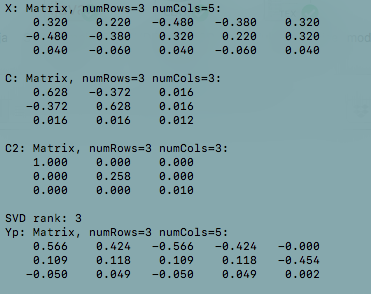 X: Matrix, numRows=3 numCols=5:
0.320 0.220 -0.480 -0.380 0.320
-0.480 -0.380 0.320 0.220 0.320
0.040 -0.060 0.040 -0.060 0.040
C: Matrix, numRows=3 numCols=3:
0.628 -0.372 0.016
-0.372 0.628 0.016
0.016 0.016 0.012
C2: Matrix, numRows=3 numCols=3:
1.000 0.000 0.000
0.000 0.258 0.000
0.000 0.000 0.010
SVD rank: 3
Yp: Matrix, numRows=3 numCols=5:
0.566 0.424 -0.566 -0.424 -0.000
0.109 0.118 0.109 0.118 -0.454
-0.050 0.049 -0.050 0.049 0.002